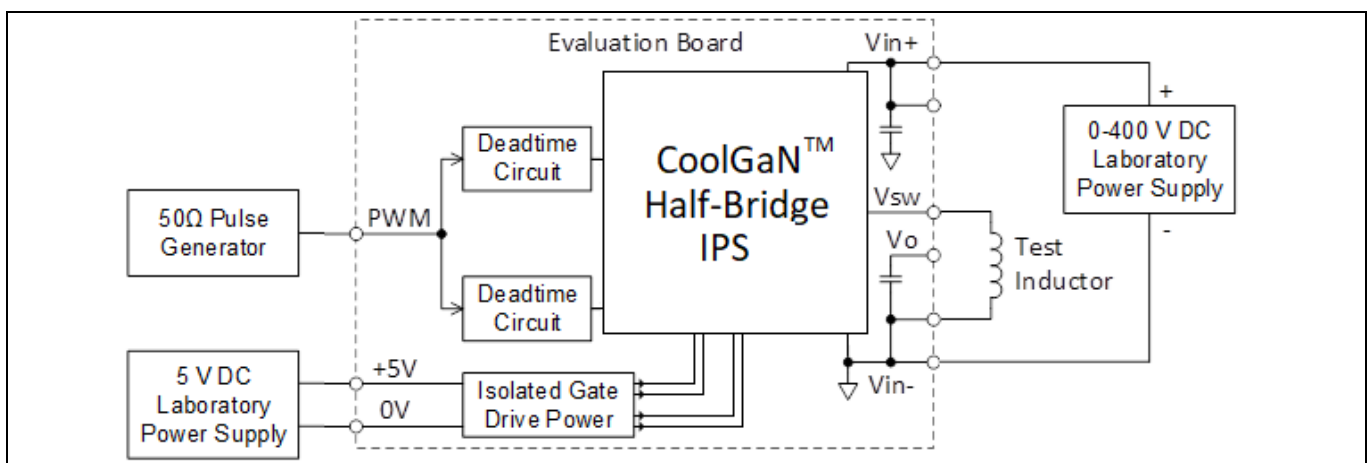 Evaluation Board
Vin+
+
0-400 V DC
Laboratory
Power Supply
-
Deadtime
Circuit
CoolGaN™
Half-Bridge
IPS
50Ω Pulse
Generator
PWM
Vsw
Vo
Test
Inductor
Deadtime
Circuit
5 V DC
Laboratory
Power Supply
+5V
0V
Isolated Gate
Drive Power
Vin-